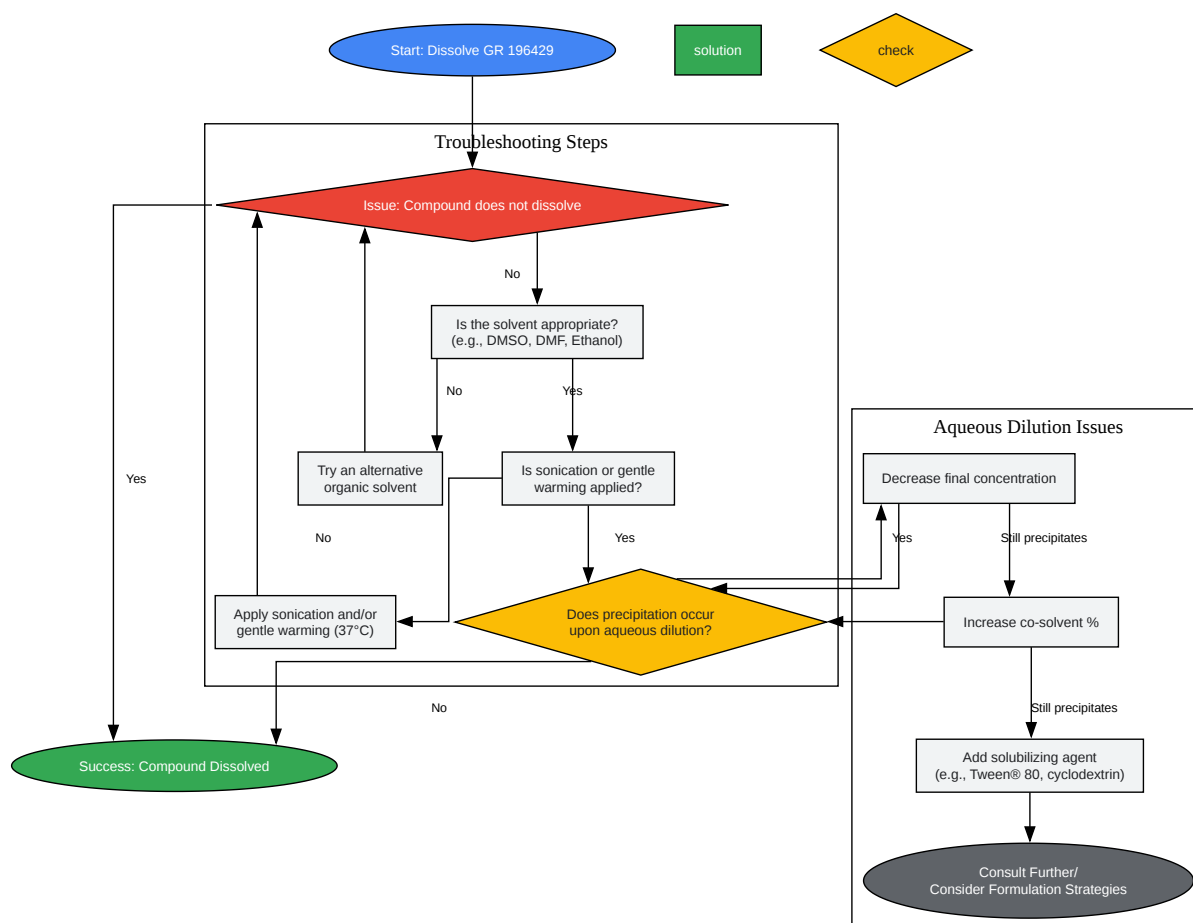 Start: Dissolve GR 196429
solution
check
Troubleshooting Steps
Issue: Compound does not dissolve
No
Is the solvent appropriate?
(e.g., DMSO, DMF, Ethanol)
No
Yes
Aqueous Dilution Issues
Try an alternative
organic solvent
Is sonication or gentle
warming applied?
Decrease final concentration
Yes
No
Yes
Yes
Still precipitates
Apply sonication and/or
gentle warming (37°C)
Does precipitation occur
upon aqueous dilution?
Increase co-solvent %
No
Still precipitates
Success: Compound Dissolved
Add solubilizing agent
(e.g., Tween® 80, cyclodextrin)
Consult Further/
Consider Formulation Strategies